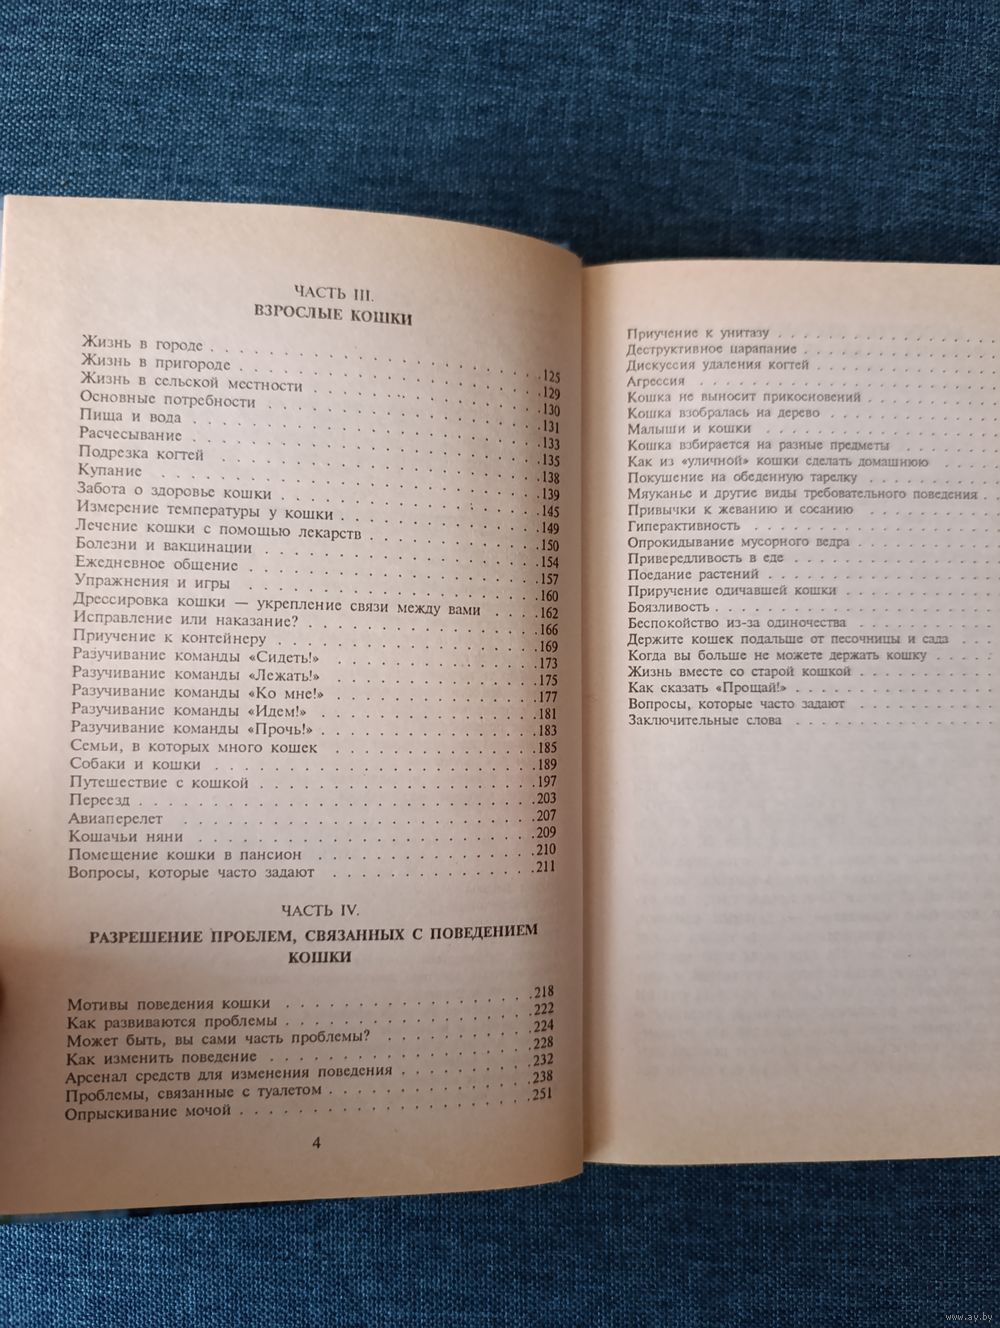 ЧАСТЬ III.
ВЗРОСЛЫЕ КОШКИ
Жизнь в городе . . . . . . . . . . 125
Жизнь в пригороде . . . . . . . . . . 129
Жизнь в сельской местности . . . . . . . . . . 130
Основные потребности . . . . . . . . . . 131
Пища и вода . . . . . . . . . . 133
Расчесывание . . . . . . . . . . 135
Подрезка когтей . . . . . . . . . . 138
Купание . . . . . . . . . . 139
Забота о здоровье кошки . . . . . . . . . . 145
Измерение температуры у кошки . . . . . . . . . . 149
Лечение кошки с помощью лекарств . . . . . . . . . . 150
Болезни и вакцинации . . . . . . . . . . 154
Ежедневное общение . . . . . . . . . . 157
Упражнения и игры . . . . . . . . . . 160
Дрессировка кошки — укрепление связи между вами . . . . 162
Исправление или наказание? . . . . . . . . . . 166
Приучение к контейнеру . . . . . . . . . . 169
Разучивание команды «Сидеть!» . . . . . . . . . . 173
Разучивание команды «Лежать!» . . . . . . . . . . 175
Разучивание команды «Ко мне!» . . . . . . . . . . 177
Разучивание команды «Идем!» . . . . . . . . . . 181
Разучивание команды «Прочь!» . . . . . . . . . . 183
Семьи, в которых много кошек . . . . . . . . . . 185
Собаки и кошки . . . . . . . . . . 189
Путешествие с кошкой . . . . . . . . . . 197
Переезд . . . . . . . . . . 203
Авиаперелет . . . . . . . . . . 207
Кошачьи няни . . . . . . . . . . 209
Помещение кошки в пансион . . . . . . . . . . 210
Вопросы, которые часто задают . . . . . . . . . . 211
ЧАСТЬ IV.
РАЗРЕШЕНИЕ ПРОБЛЕМ, СВЯЗАННЫХ С ПОВЕДЕНИЕМ
КОШКИ
Мотивы поведения кошки . . . . . . . . . . 218
Как развиваются проблемы . . . . . . . . . . 222
Может быть, вы сами часть проблемы? . . . . . . . . . . 224
Как изменить поведение . . . . . . . . . . 228
Арсенал средств для изменения поведения . . . . . . . . . . 232
Проблемы, связанные с туалетом . . . . . . . . . . 238
Опрыскивание мочой . . . . . . . . . . 251
4
Приучение к унитазу . . . . . . . . . .
Деструктивное царапание . . . . . . . . . .
Дискуссия удаления когтей . . . . . . . . . .
Агрессия . . . . . . . . . .
Кошка не выносит прикосновений . . . . . . . . . .
Кошка взобралась на дерево . . . . . . . . . .
Малыши и кошки . . . . . . . . . .
Кошка взбирается на разные предметы . . . . . . .
Как из «уличной» кошки сделать домашнюю . . . .
Покушение на обеденную тарелку . . . . . . . . . .
Мяуканье и другие виды требовательного поведения . .
Привычки к жеванию и сосанию . . . . . . . . . .
Гиперактивность . . . . . . . . . .
Опрокидывание мусорного ведра . . . . . . . . . .
Привередливость в еде . . . . . . . . . .
Поедание растений . . . . . . . . . .
Приручение одичавшей кошки . . . . . . . . . .
Боязливость . . . . . . . . . .
Беспокойство из-за одиночества . . . . . . . . . .
Держите кошек подальше от песочницы и сада . . .
Когда вы больше не можете держать кошку . . . . .
Жизнь вместе со старой кошкой . . . . . . . . . .
Как сказать «Прощай!» . . . . . . . . . .
Вопросы, которые часто задают . . . . . . . . . .
Заключительные слова . . . . . . . . . .
www.ay.by